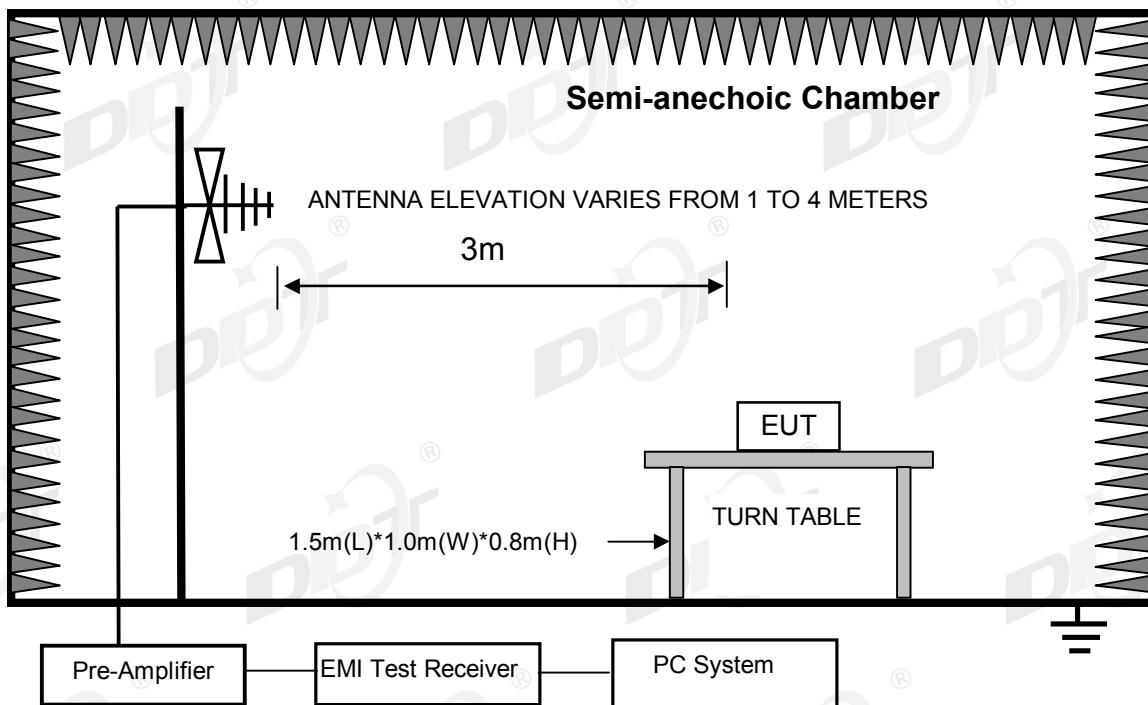 Semi-anechoic Chamber
ANTENNA ELEVATION VARIES FROM 1 TO 4 METERS
3m
EUT
TURN TABLE
1.5m(L)*1.0m(W)*0.8m(H)
Pre-Amplifier
EMI Test Receiver
PC System
DDT
®